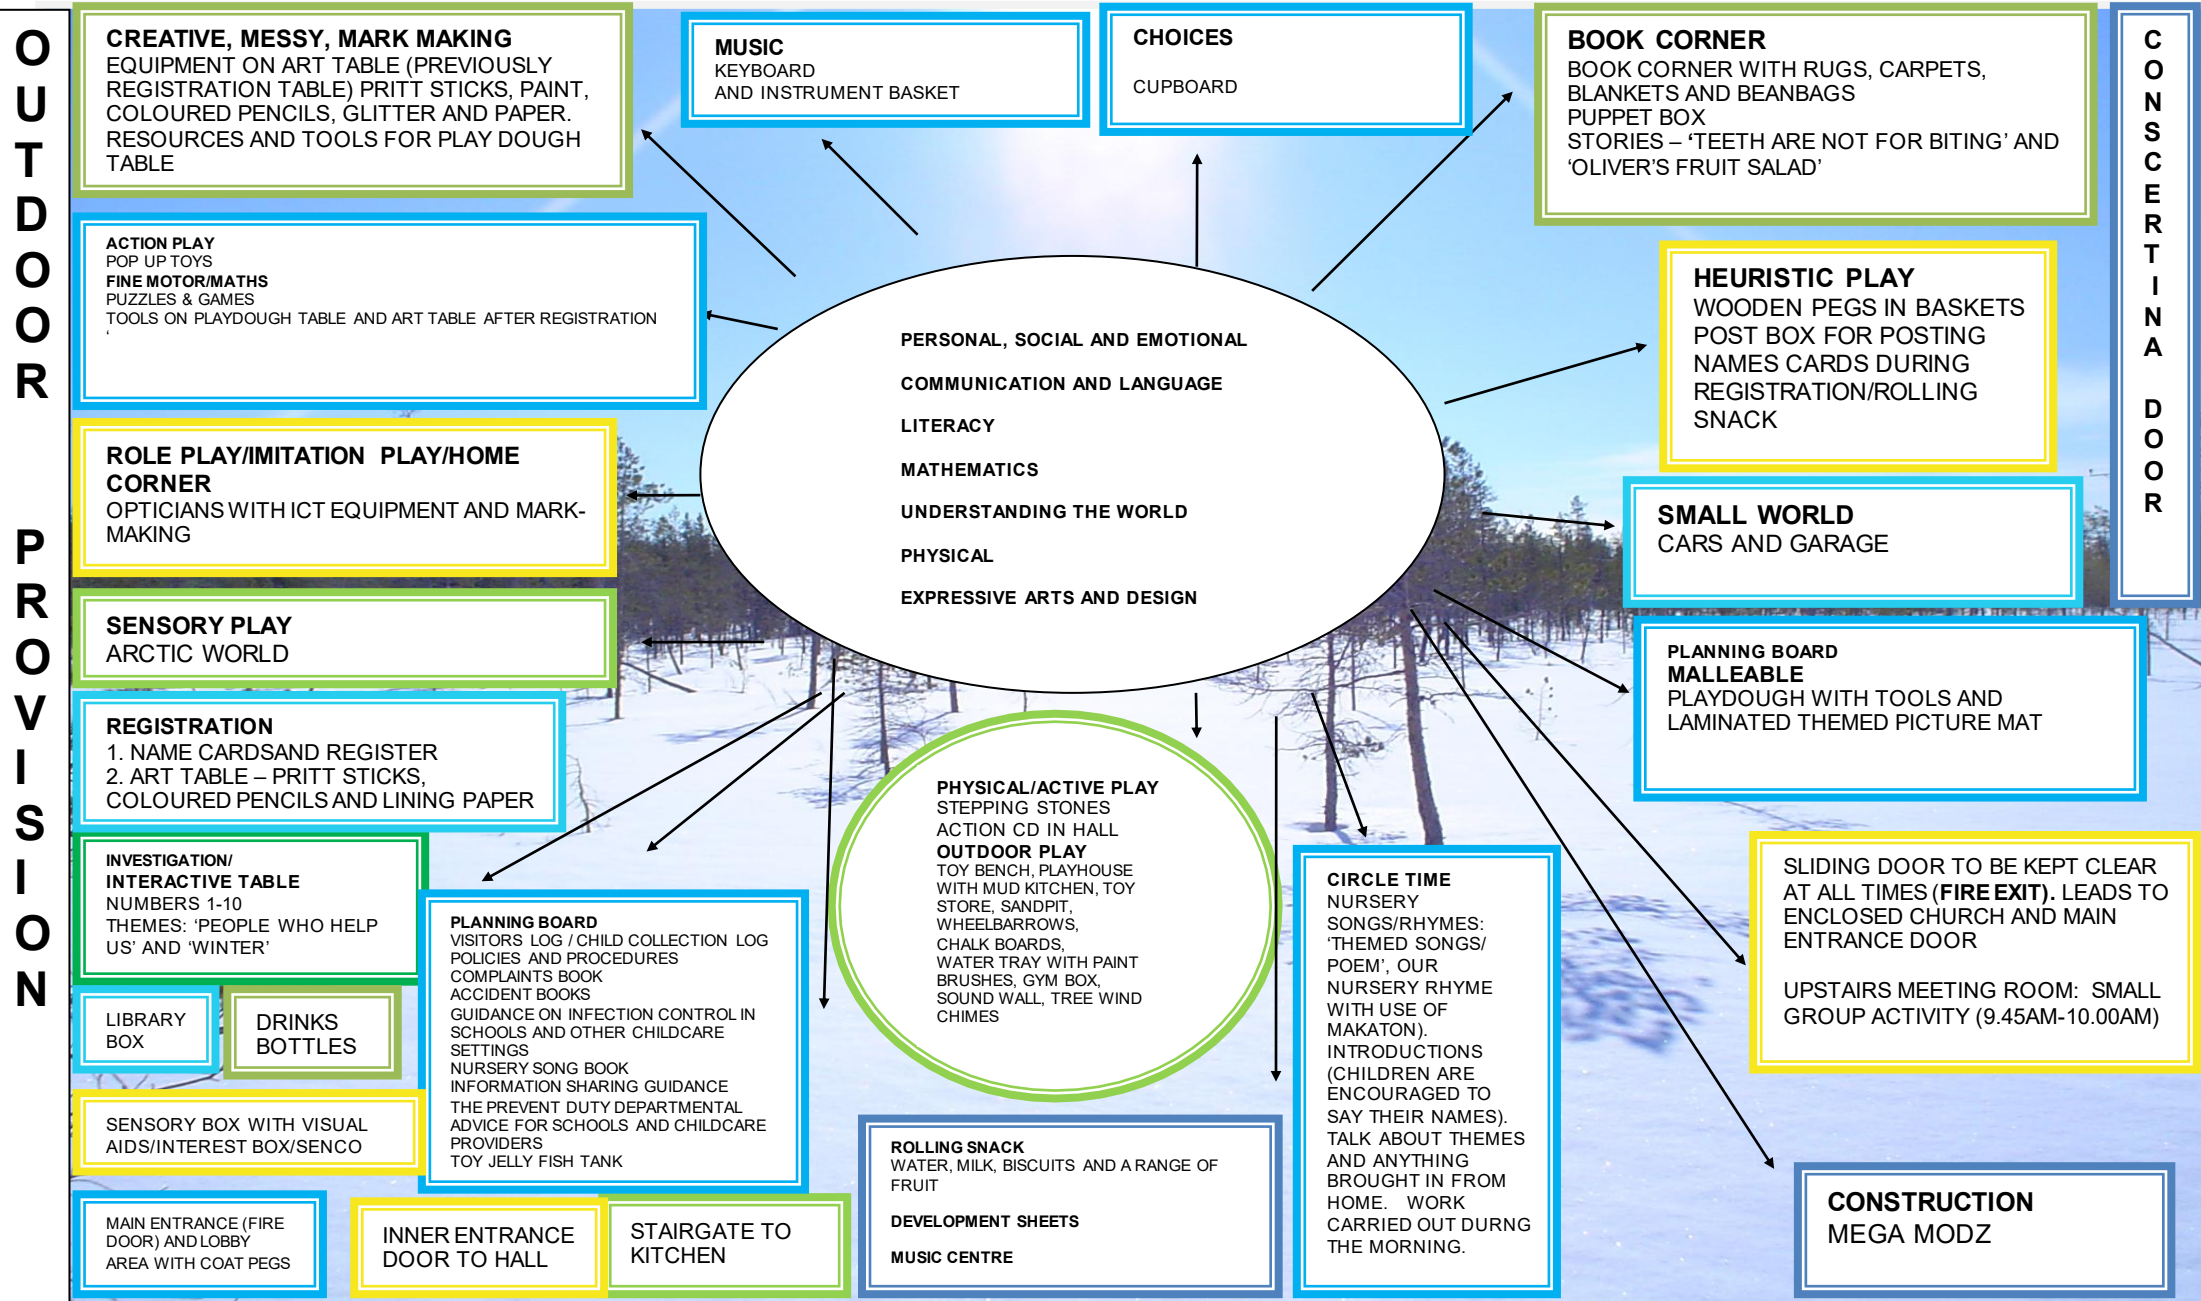 OUTDOOR PROVISION
CREATIVE, MESSY, MARK MAKING
EQUIPMENT ON ART TABLE (PREVIOUSLY
REGISTRATION TABLE) PRITT STICKS, PAINT,
COLOURED PENCILS, GLITTER AND PAPER.
RESOURCES AND TOOLS FOR PLAY DOUGH
TABLE
MUSIC
KEYBOARD
AND INSTRUMENT BASKET
CHOICES
CUPBOARD
BOOK CORNER
BOOK CORNER WITH RUGS, CARPETS,
BLANKETS AND BEANBAGS
PUPPET BOX
STORIES – ‘TEETH ARE NOT FOR BITING’ AND
‘OLIVER’S FRUIT SALAD’
CONSCERTINA DOOR
ACTION PLAY
POP UP TOYS
FINE MOTOR/MATHS
PUZZLES & GAMES
TOOLS ON PLAYDOUGH TABLE AND ART TABLE AFTER REGISTRATION
‘
HEURISTIC PLAY
WOODEN PEGS IN BASKETS
POST BOX FOR POSTING
NAMES CARDS DURING
REGISTRATION/ROLLING
SNACK
PERSONAL, SOCIAL AND EMOTIONAL
COMMUNICATION AND LANGUAGE
LITERACY
MATHEMATICS
UNDERSTANDING THE WORLD
PHYSICAL
EXPRESSIVE ARTS AND DESIGN
ROLE PLAY/IMITATION PLAY/HOME
CORNER
OPTICIANS WITH ICT EQUIPMENT AND MARK-
MAKING
SMALL WORLD
CARS AND GARAGE
SENSORY PLAY
ARCTIC WORLD
PLANNING BOARD
MALLEABLE
PLAYDOUGH WITH TOOLS AND
LAMINATED THEMED PICTURE MAT
REGISTRATION
1. NAME CARDSAND REGISTER
2. ART TABLE – PRITT STICKS,
COLOURED PENCILS AND LINING PAPER
PHYSICAL/ACTIVE PLAY
STEPPING STONES
ACTION CD IN HALL
OUTDOOR PLAY
TOY BENCH, PLAYHOUSE
WITH MUD KITCHEN, TOY
STORE, SANDPIT,
WHEELBARROWS,
CHALK BOARDS,
WATER TRAY WITH PAINT
BRUSHES, GYM BOX,
SOUND WALL, TREE WIND
CHIMES
INVESTIGATION/
INTERACTIVE TABLE
NUMBERS 1-10
THEMES: ‘PEOPLE WHO HELP
US’ AND ‘WINTER’
PLANNING BOARD
VISITORS LOG / CHILD COLLECTION LOG
POLICIES AND PROCEDURES
COMPLAINTS BOOK
ACCIDENT BOOKS
GUIDANCE ON INFECTION CONTROL IN
SCHOOLS AND OTHER CHILDCARE
SETTINGS
NURSERY SONG BOOK
INFORMATION SHARING GUIDANCE
THE PREVENT DUTY DEPARTMENTAL
ADVICE FOR SCHOOLS AND CHILDCARE
PROVIDERS
TOY JELLY FISH TANK
CIRCLE TIME
NURSERY
SONGS/RHYMES:
‘THEMED SONGS/
POEM’, OUR
NURSERY RHYME
WITH USE OF
MAKATON).
INTRODUCTIONS
(CHILDREN ARE
ENCOURAGED TO
SAY THEIR NAMES).
TALK ABOUT THEMES
AND ANYTHING
BROUGHT IN FROM
HOME. WORK
CARRIED OUT DURNG
THE MORNING.
SLIDING DOOR TO BE KEPT CLEAR
AT ALL TIMES (FIRE EXIT). LEADS TO
ENCLOSED CHURCH AND MAIN
ENTRANCE DOOR
UPSTAIRS MEETING ROOM: SMALL
GROUP ACTIVITY (9.45AM-10.00AM)
LIBRARY
BOX
DRINKS
BOTTLES
SENSORY BOX WITH VISUAL
AIDS/INTEREST BOX/SENCO
ROLLING SNACK
WATER, MILK, BISCUITS AND A RANGE OF
FRUIT
DEVELOPMENT SHEETS
MUSIC CENTRE
CONSTRUCTION
MEGA MODZ
MAIN ENTRANCE (FIRE
DOOR) AND LOBBY
AREA WITH COAT PEGS
INNER ENTRANCE
DOOR TO HALL
STAIRGATE TO
KITCHEN